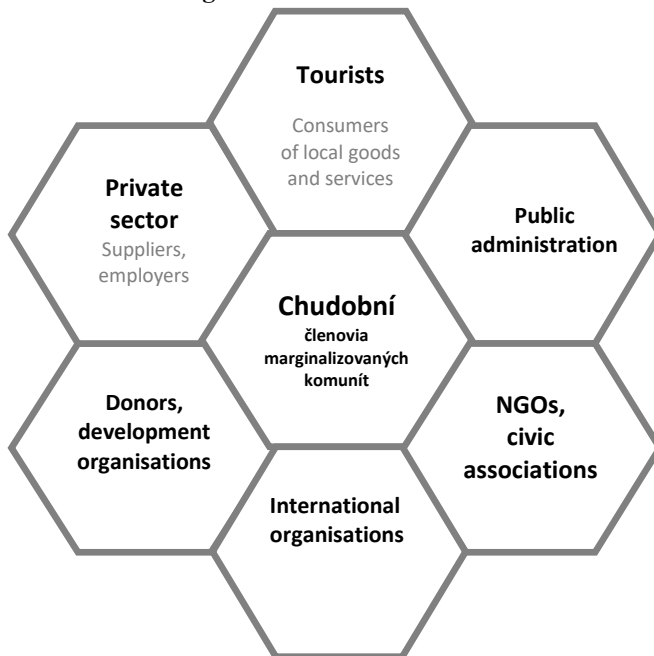 Tourists
Consumers
of local goods
and services
Private
sector
Suppliers,
employers
Public
administration
Chudobní
členovia
marginalizovaných
komunít
Donors,
development
organisations
NGOs,
civic
associations
International
organisations